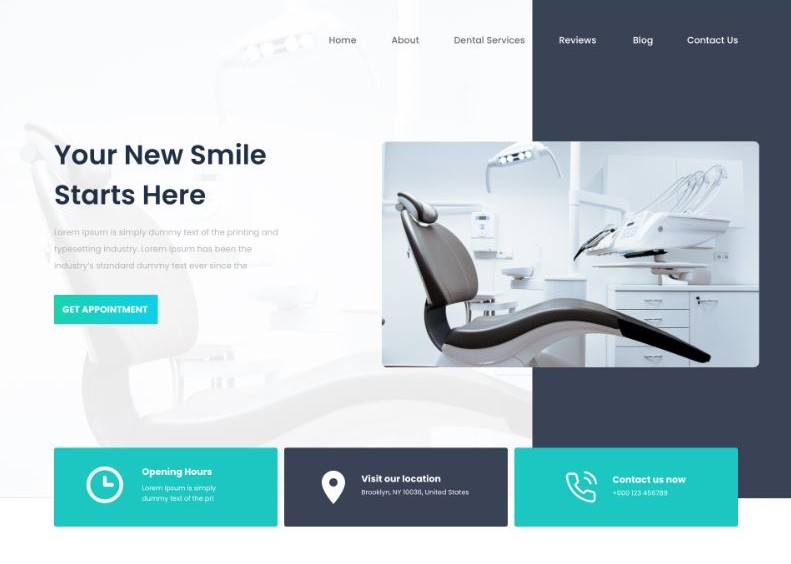 Home About Dental Services Reviews Blog Contact Us
Your New Smile
Starts Here
Lorem Ipsum is simply dummy text of the printing and
typesetting industry. Lorem Ipsum has been the
industry's standard dummy text ever since the
GET APPOINTMENT
Opening Hours
Lorem Ipsum is simply
dummy text of the pri
Visit our location
Brooklyn, NY 10036, United States
Contact us now
+000 123 456789